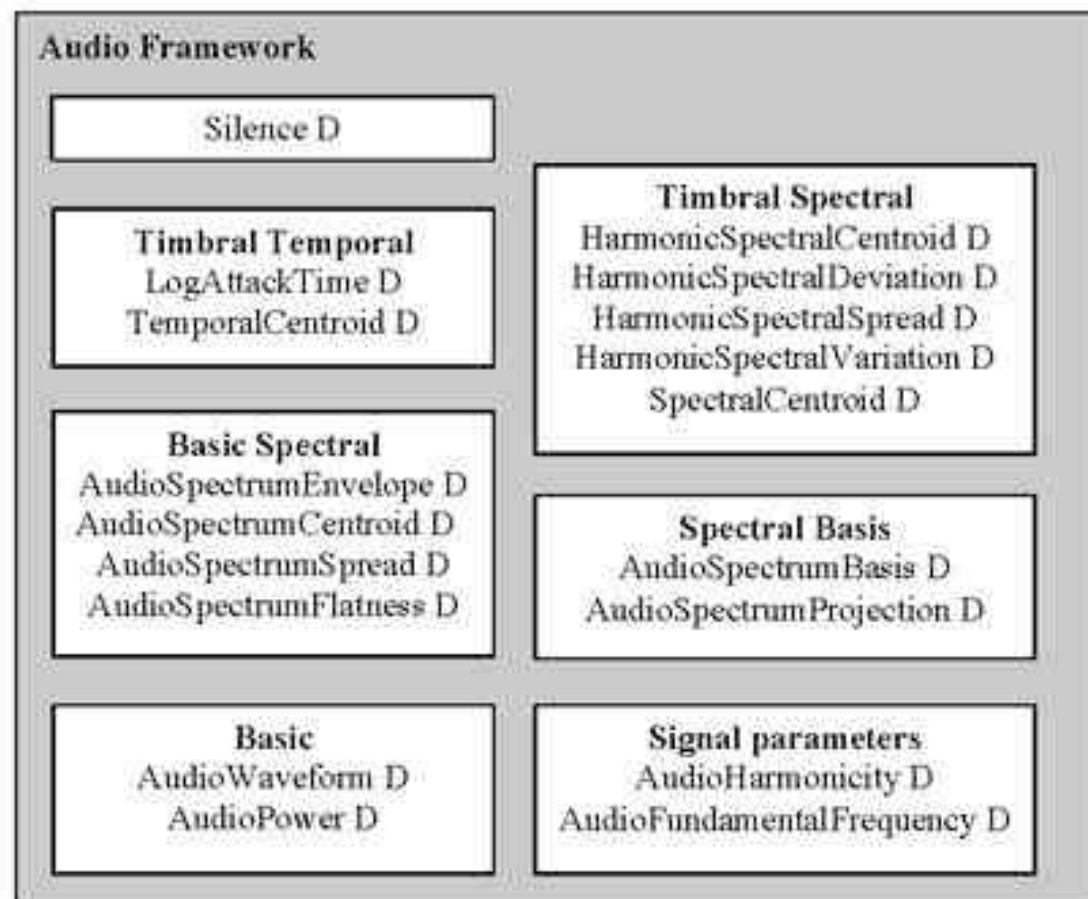 Audio Framework
Silence D
Timbral Temporal
LogAttackTime D
TemporalCentroid D
Basic Spectral
AudioSpectrumEnvelope D
AudioSpectrumCentroid D
AudioSpectrumSpread D
AudioSpectrumFlatness D
Basic
AudioWaveform D
AudioPower D
Timbral Spectral
HarmonicSpectralCentroid D
HarmonicSpectralDeviation D
HarmonicSpectralSpread D
HarmonicSpectralVariation D
SpectralCentroid D
Spectral Basis
AudioSpectrumBasis D
AudioSpectrumProjection D
Signal parameters
AudioHarmonicity D
AudioFundamentalFrequency D